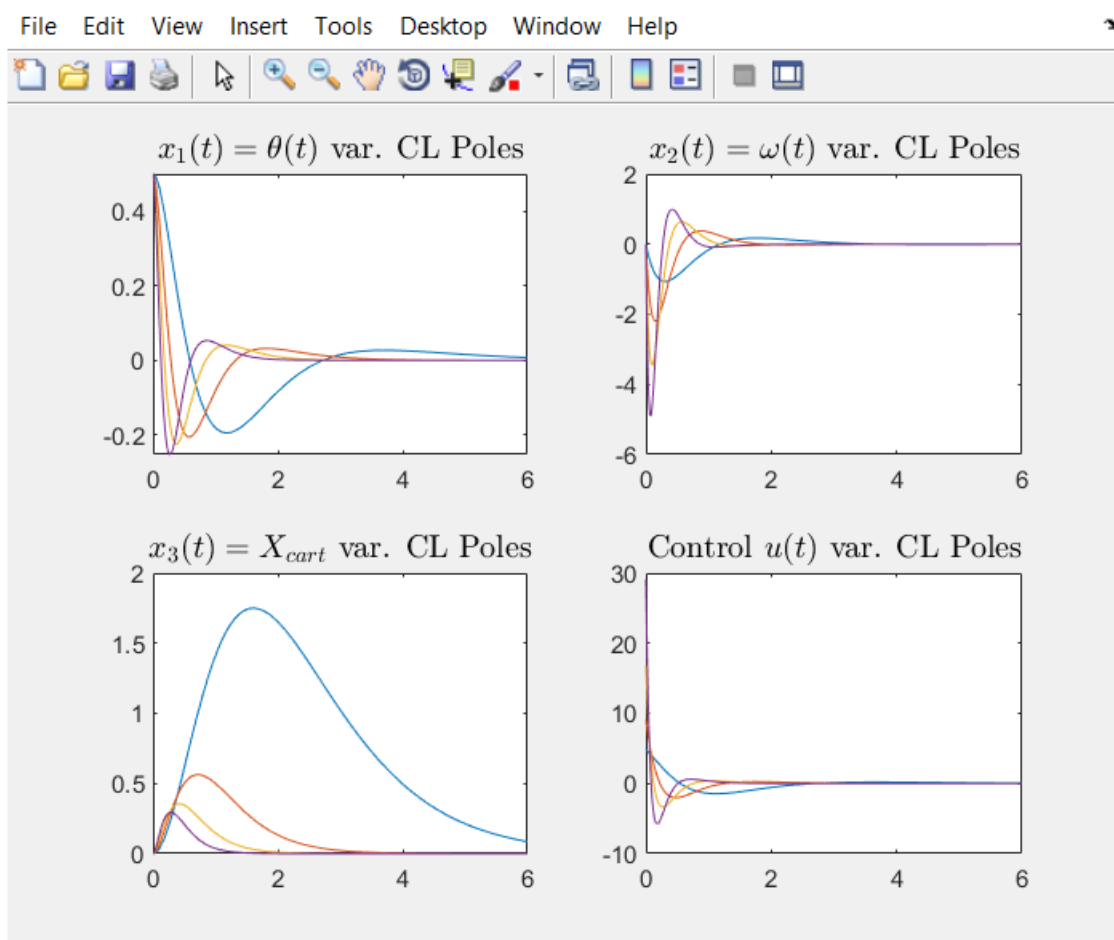 File Edit View Insert Tools Desktop Window Help
x₁(t) = θ(t) var. CL Poles
0.4
0.2
0
-0.2
0 2 4 6
x₂(t) = ω(t) var. CL Poles
2
0
-2
-4
-6
0 2 4 6
x₃(t) = X_cart var. CL Poles
2
1.5
1
0.5
0
0 2 4 6
Control u(t) var. CL Poles
30
20
10
0
-10
0 2 4 6